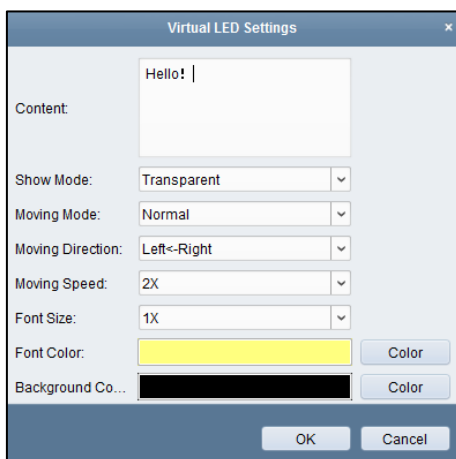 Virtual LED Settings ×
Content: Hello!
Show Mode: Transparent
Moving Mode: Normal
Moving Direction: Left<-Right
Moving Speed: 2X
Font Size: 1X
Font Color: Color
Background Co... Color
OK Cancel